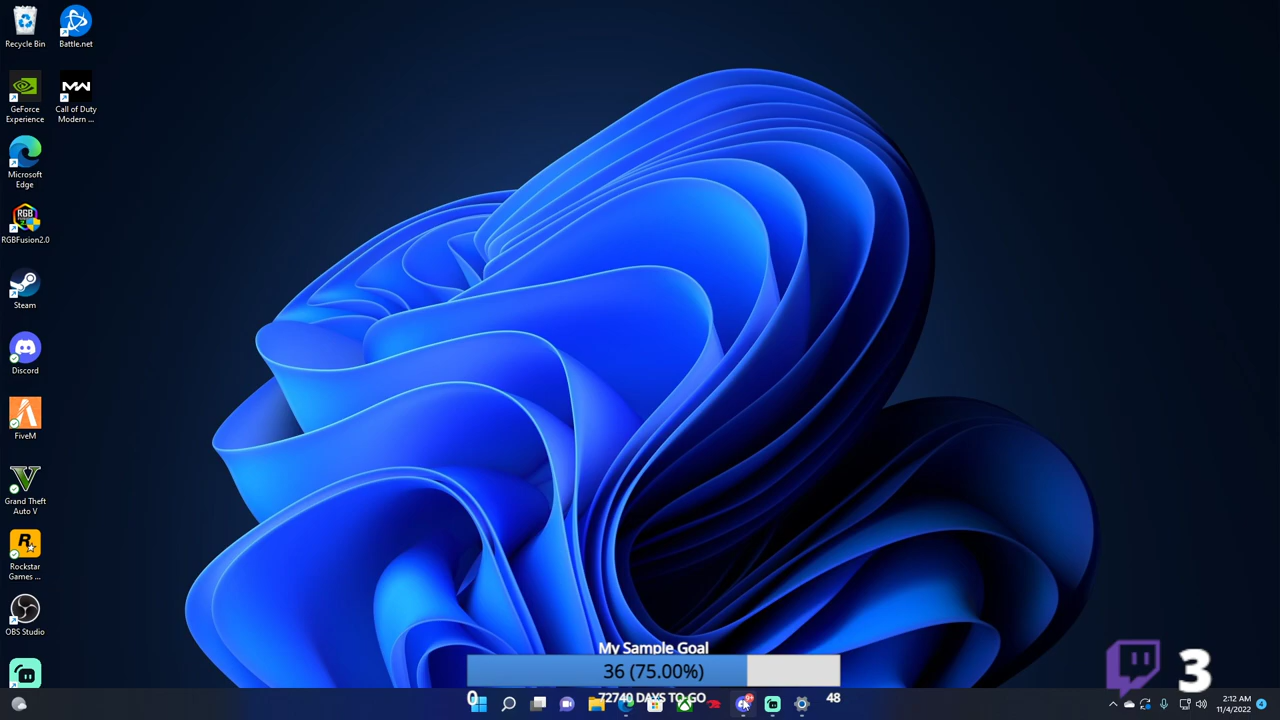 Recycle Bin
Battle.net
GeForce
Experience
Call of Duty
Modern ...
Microsoft
Edge
RGB
RGBFusion2.0
Steam
Discord
FiveM
Grand Theft
Auto V
Rockstar
Games ...
OBS Studio
My Sample Goal
36 (75.00%)
0
72740 DAYS TO GO
48
3
2:12 AM
11/4/2022
4